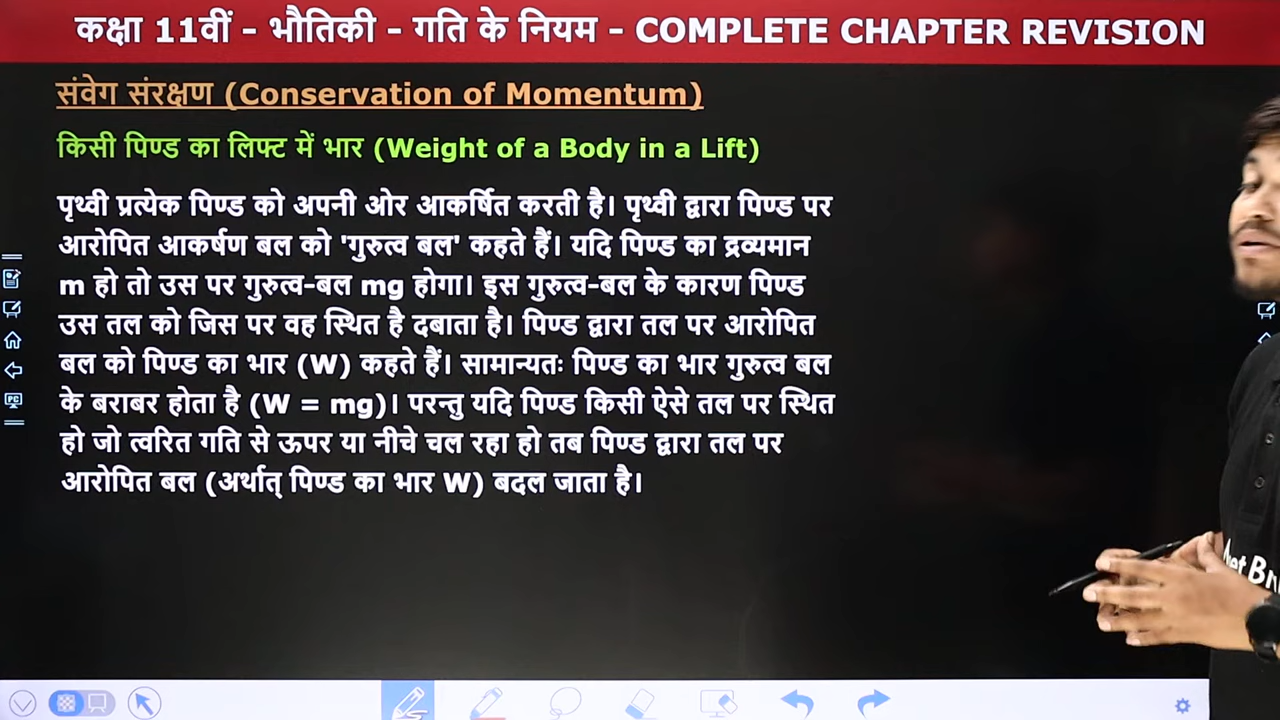 कक्षा 11वीं - भौतिकी - गति के नियम - COMPLETE CHAPTER REVISION
संवेग संरक्षण (Conservation of Momentum)
किसी पिण्ड का लिफ्ट में भार (Weight of a Body in a Lift)
पृथ्वी प्रत्येक पिण्ड को अपनी ओर आकर्षित करती है। पृथ्वी द्वारा पिण्ड पर
आरोपित आकर्षण बल को 'गुरुत्व बल' कहते हैं। यदि पिण्ड का द्रव्यमान
m हो तो उस पर गुरुत्व-बल mg होगा। इस गुरुत्व-बल के कारण पिण्ड
उस तल को जिस पर वह स्थित है दबाता है। पिण्ड द्वारा तल पर आरोपित
बल को पिण्ड का भार (W) कहते हैं। सामान्यतः पिण्ड का भार गुरुत्व बल
के बराबर होता है (W = mg)। परन्तु यदि पिण्ड किसी ऐसे तल पर स्थित
हो जो त्वरित गति से ऊपर या नीचे चल रहा हो तब पिण्ड द्वारा तल पर
आरोपित बल (अर्थात् पिण्ड का भार W) बदल जाता है।
PC